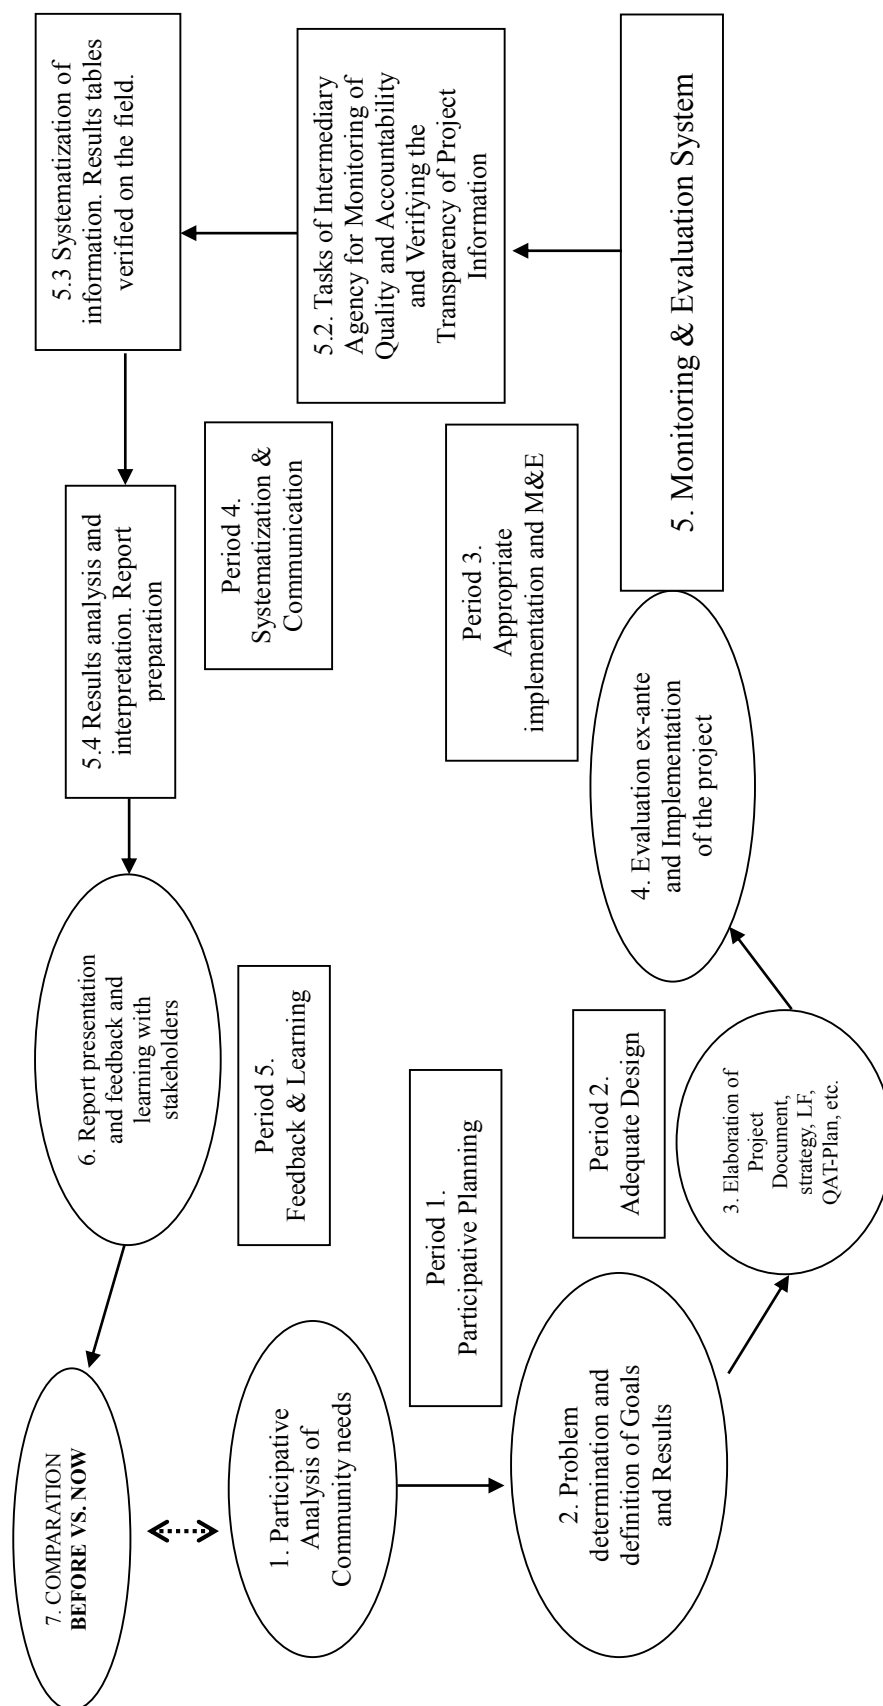 7. COMPARATION
BEFORE VS. NOW
1. Participative
Analysis of
Community needs
Period 1.
Participative Planning
2. Problem
determination and
definition of Goals
and Results
Period 2.
Adequate Design
3. Elaboration of
Project
Document,
strategy, LF,
QAT-Plan, etc.
4. Evaluation ex-ante
and Implementation
of the project
Period 3.
Appropriate
implementation and M&E
5. Monitoring & Evaluation System
5.2. Tasks of Intermediary
Agency for Monitoring of
Quality and Accountability
and Verifying the
Transparency of Project
Information
5.3 Systematization of
information. Results tables
verified on the field.
Period 4.
Systematization &
Communication
5.4 Results analysis and
interpretation. Report
preparation
6. Report presentation
and feedback and
learning with
stakeholders
Period 5.
Feedback & Learning